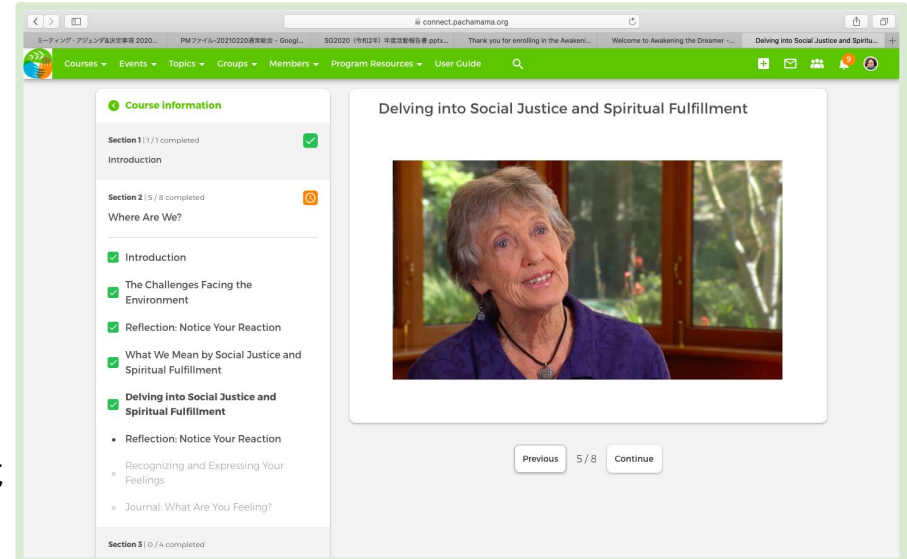 connect.pachamama.org
ミーティング・アジェンダ&決定事項 2020...
PMファイル-20210220通常総会 - Googl...
SG2020（令和2年）年度活動報告書.pptx...
Thank you for enrolling in the Awakeni...
Welcome to Awakening the Dreamer -...
Delving into Social Justice and Spiritu...
Courses
Events
Topics
Groups
Members
Program Resources
User Guide
9
Course information
Section 1 | 1 / 1 completed
Introduction
Section 2 | 5 / 8 completed
Where Are We?
Introduction
The Challenges Facing the
Environment
Reflection: Notice Your Reaction
What We Mean by Social Justice and
Spiritual Fulfillment
Delving into Social Justice and
Spiritual Fulfillment
Reflection: Notice Your Reaction
Recognizing and Expressing Your
Feelings
Journal: What Are You Feeling?
Section 3 | 0 / 4 completed
Delving into Social Justice and Spiritual Fulfillment
Previous
5 / 8
Continue